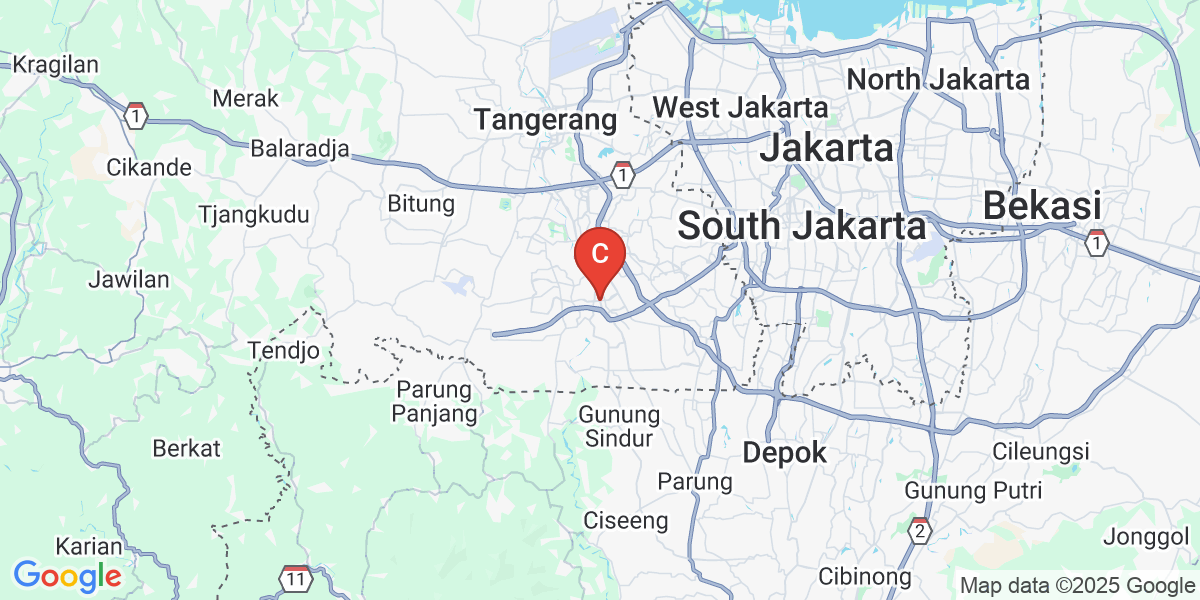 Kragilan
North Jakarta
Merak
West Jakarta
1
Tangerang
Balaradja
Jakarta
Cikande
1
Bitung
Tjangkudu
Bekasi
South Jakarta
1
C
Jawilan
Tendjo
Parung
Panjang
Gunung
Sindur
Berkat
Depok
Cileungsi
Parung
Gunung Putri
Ciseeng
2
Jonggol
Karian
11
Cibinong
Google
Map data ©2025 Google